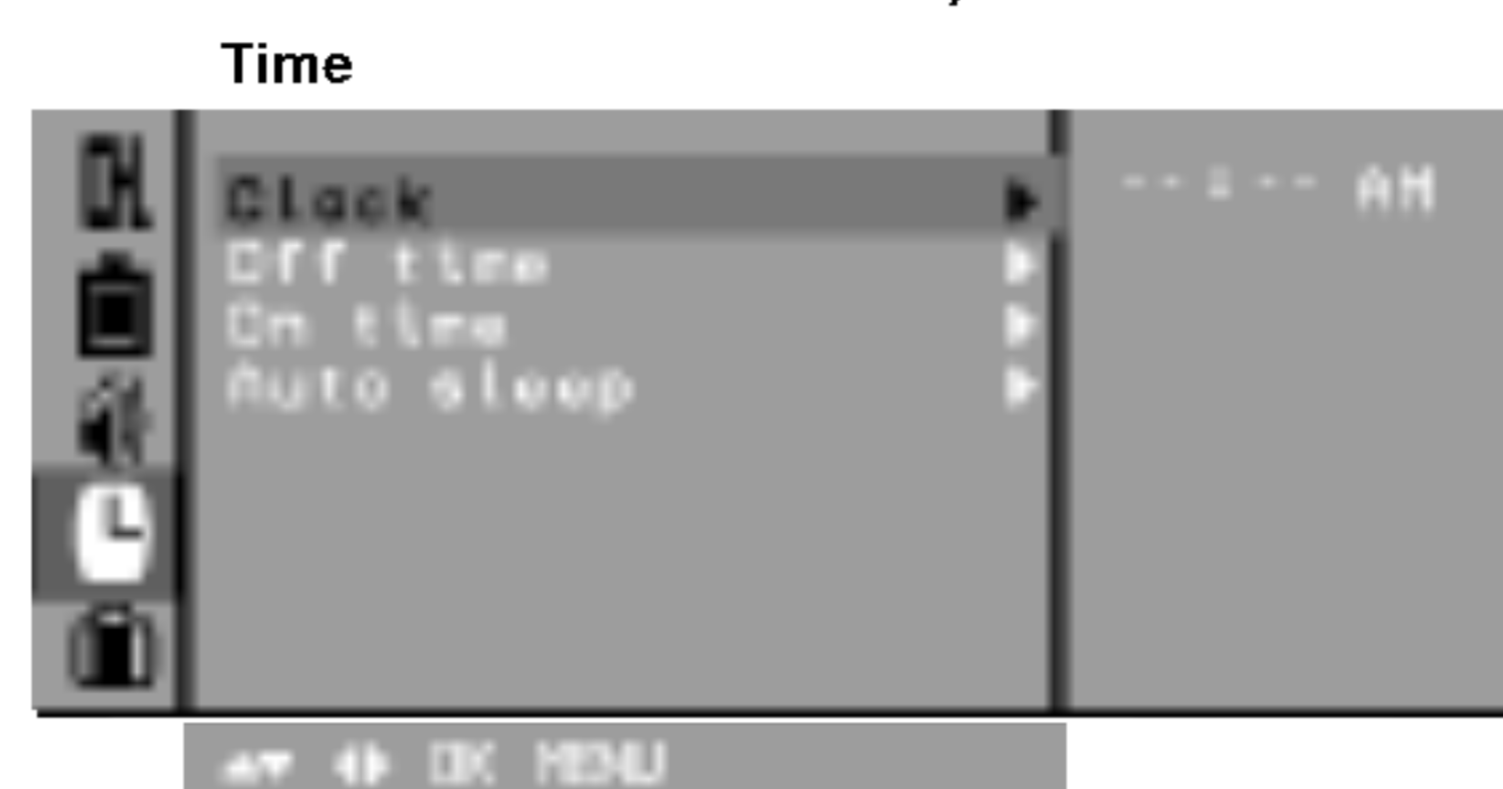 Time
Clock
--:-- AM
Off time
On time
Auto sleep
OK MENU